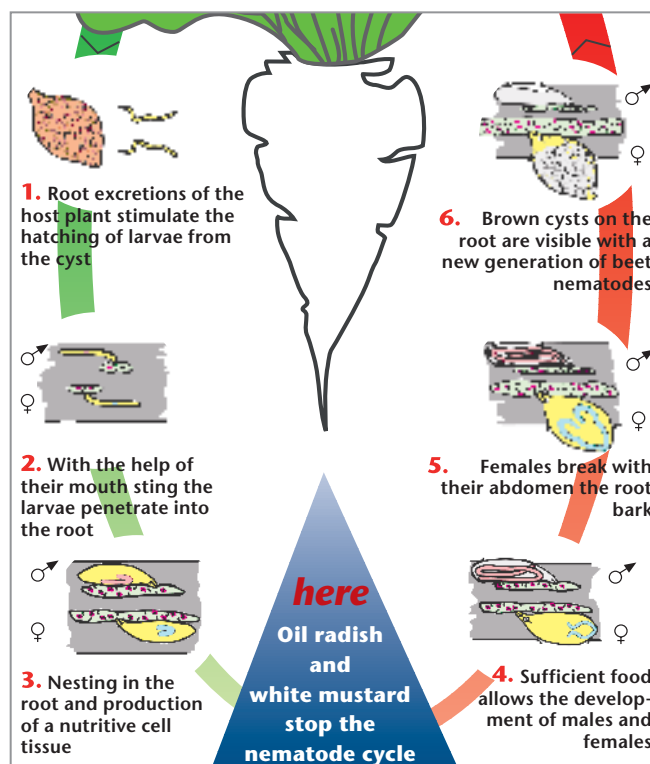 1. Root excretions of the
host plant stimulate the
hatching of larvae from
the cyst
2. With the help of
their mouth sting the
larvae penetrate into
the root
3. Nesting in the
root and production
of a nutritive cell
tissue
here
Oil radish
and
white mustard
stop the
nematode cycle
4. Sufficient food
allows the develop-
ment of males and
females
5. Females break with
their abdomen the root
bark
6. Brown cysts on the
root are visible with a
new generation of beet
nematodes